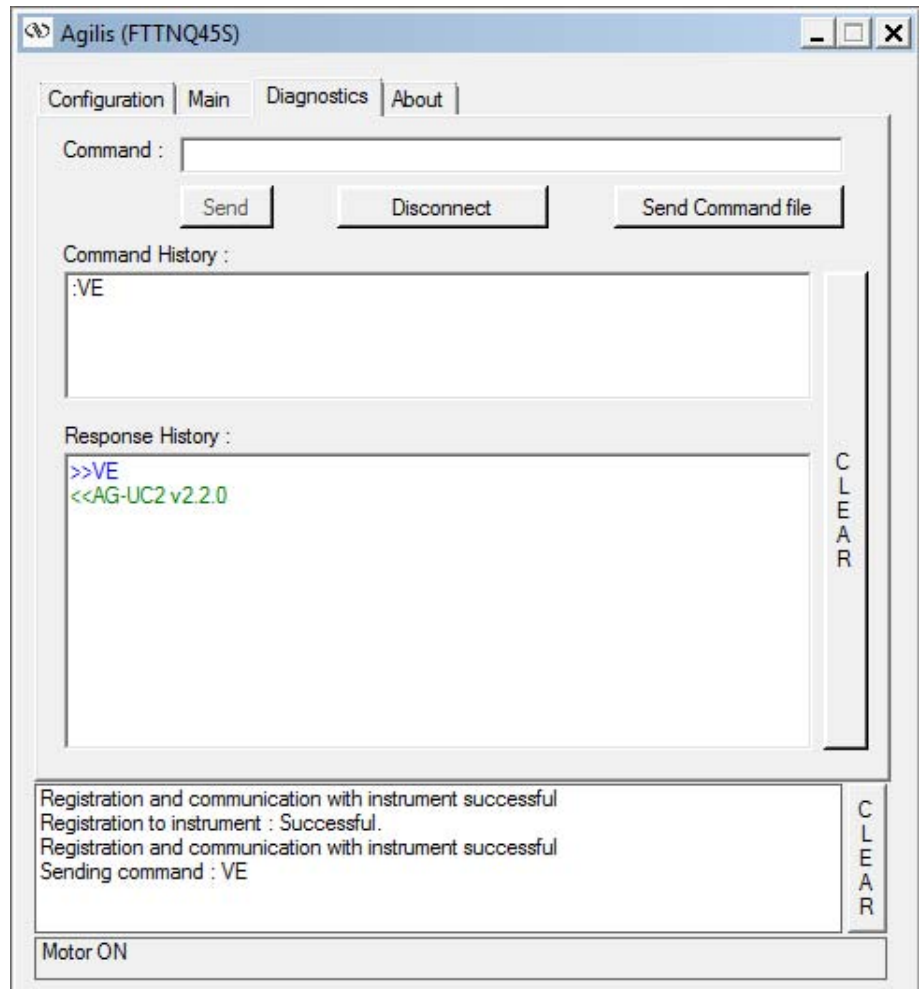 Agilis (FTTNQ45S)
Configuration Main Diagnostics About
Command :
Send Disconnect Send Command file
Command History :
:VE
Response History :
>>VE
<<AG-UC2 v2.2.0
CLEAR
Registration and communication with instrument successful
Registration to instrument : Successful.
Registration and communication with instrument successful
Sending command : VE
CLEAR
Motor ON